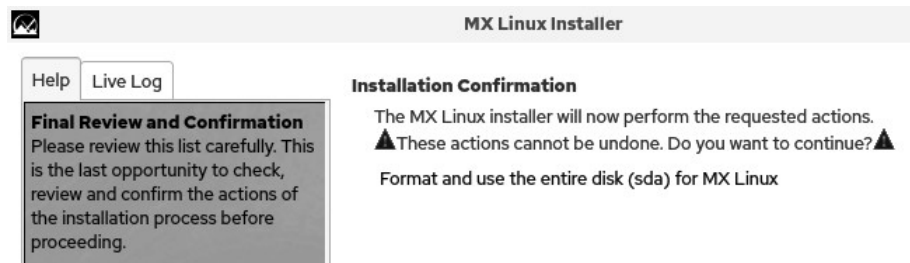 MX Linux Installer
Help
Live Log
Final Review and Confirmation
Please review this list carefully. This
is the last opportunity to check,
review and confirm the actions of
the installation process before
proceeding.
Installation Confirmation
The MX Linux installer will now perform the requested actions.
These actions cannot be undone. Do you want to continue?
Format and use the entire disk (sda) for MX Linux